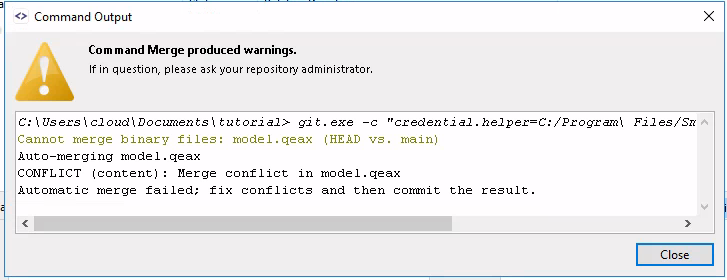 Command Output
Command Merge produced warnings.
If in question, please ask your repository administrator.
C:\Users\cloud\Documents\tutorial> git.exe -c "credential.helper=C:/Program\ Files/Sm
Cannot merge binary files: model.qeax (HEAD vs. main)
Auto-merging model.qeax
CONFLICT (content): Merge conflict in model.qeax
Automatic merge failed; fix conflicts and then commit the result.
Close